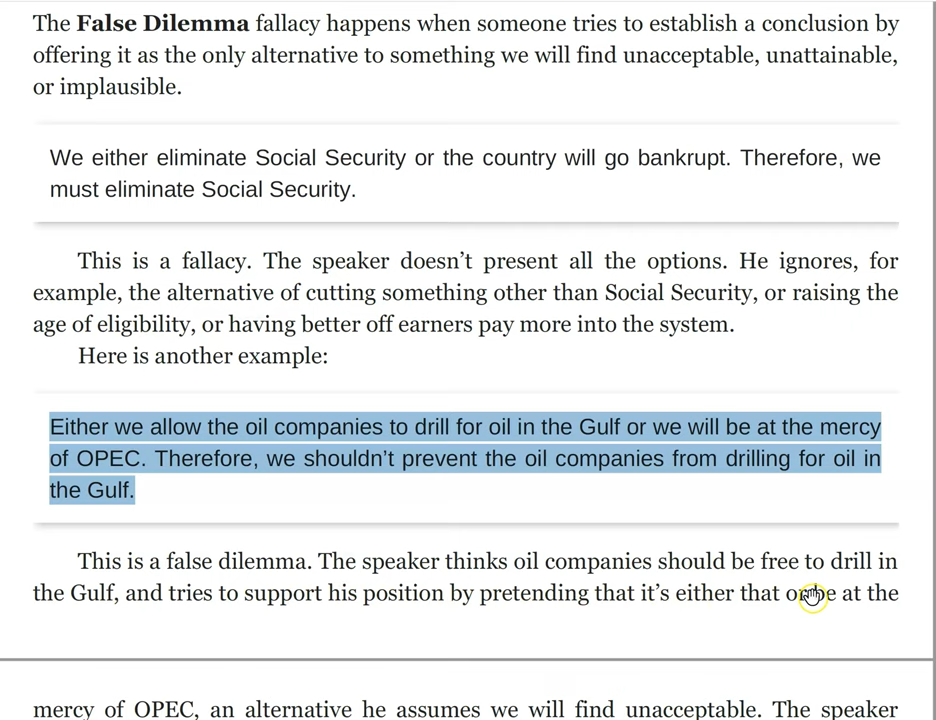 The False Dilemma fallacy happens when someone tries to establish a conclusion by
offering it as the only alternative to something we will find unacceptable, unattainable,
or implausible.
We either eliminate Social Security or the country will go bankrupt. Therefore, we
must eliminate Social Security.
This is a fallacy. The speaker doesn’t present all the options. He ignores, for
example, the alternative of cutting something other than Social Security, or raising the
age of eligibility, or having better off earners pay more into the system.
Here is another example:
Either we allow the oil companies to drill for oil in the Gulf or we will be at the mercy
of OPEC. Therefore, we shouldn’t prevent the oil companies from drilling for oil in
the Gulf.
This is a false dilemma. The speaker thinks oil companies should be free to drill in
the Gulf, and tries to support his position by pretending that it’s either that or be at the
mercy of OPEC, an alternative he assumes we will find unacceptable. The speaker